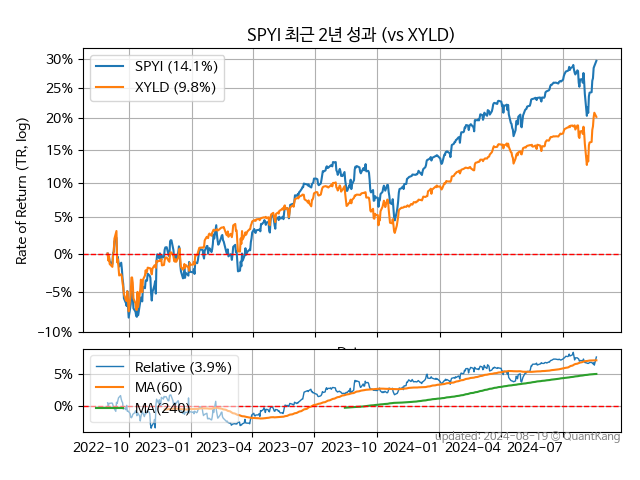 SPYI 최근 2년 성과 (vs XYLD)
Rate of Return (TR, log)
30%
25%
20%
15%
10%
5%
0%
−5%
−10%
SPYI (14.1%)
XYLD (9.8%)
5%
0%
Relative (3.9%)
MA(60)
MA(240)
2022−10 2023−01 2023−04 2023−07 2023−10 2024−01 2024−04 2024−07
updated: 2024-08-19 © QuantKang